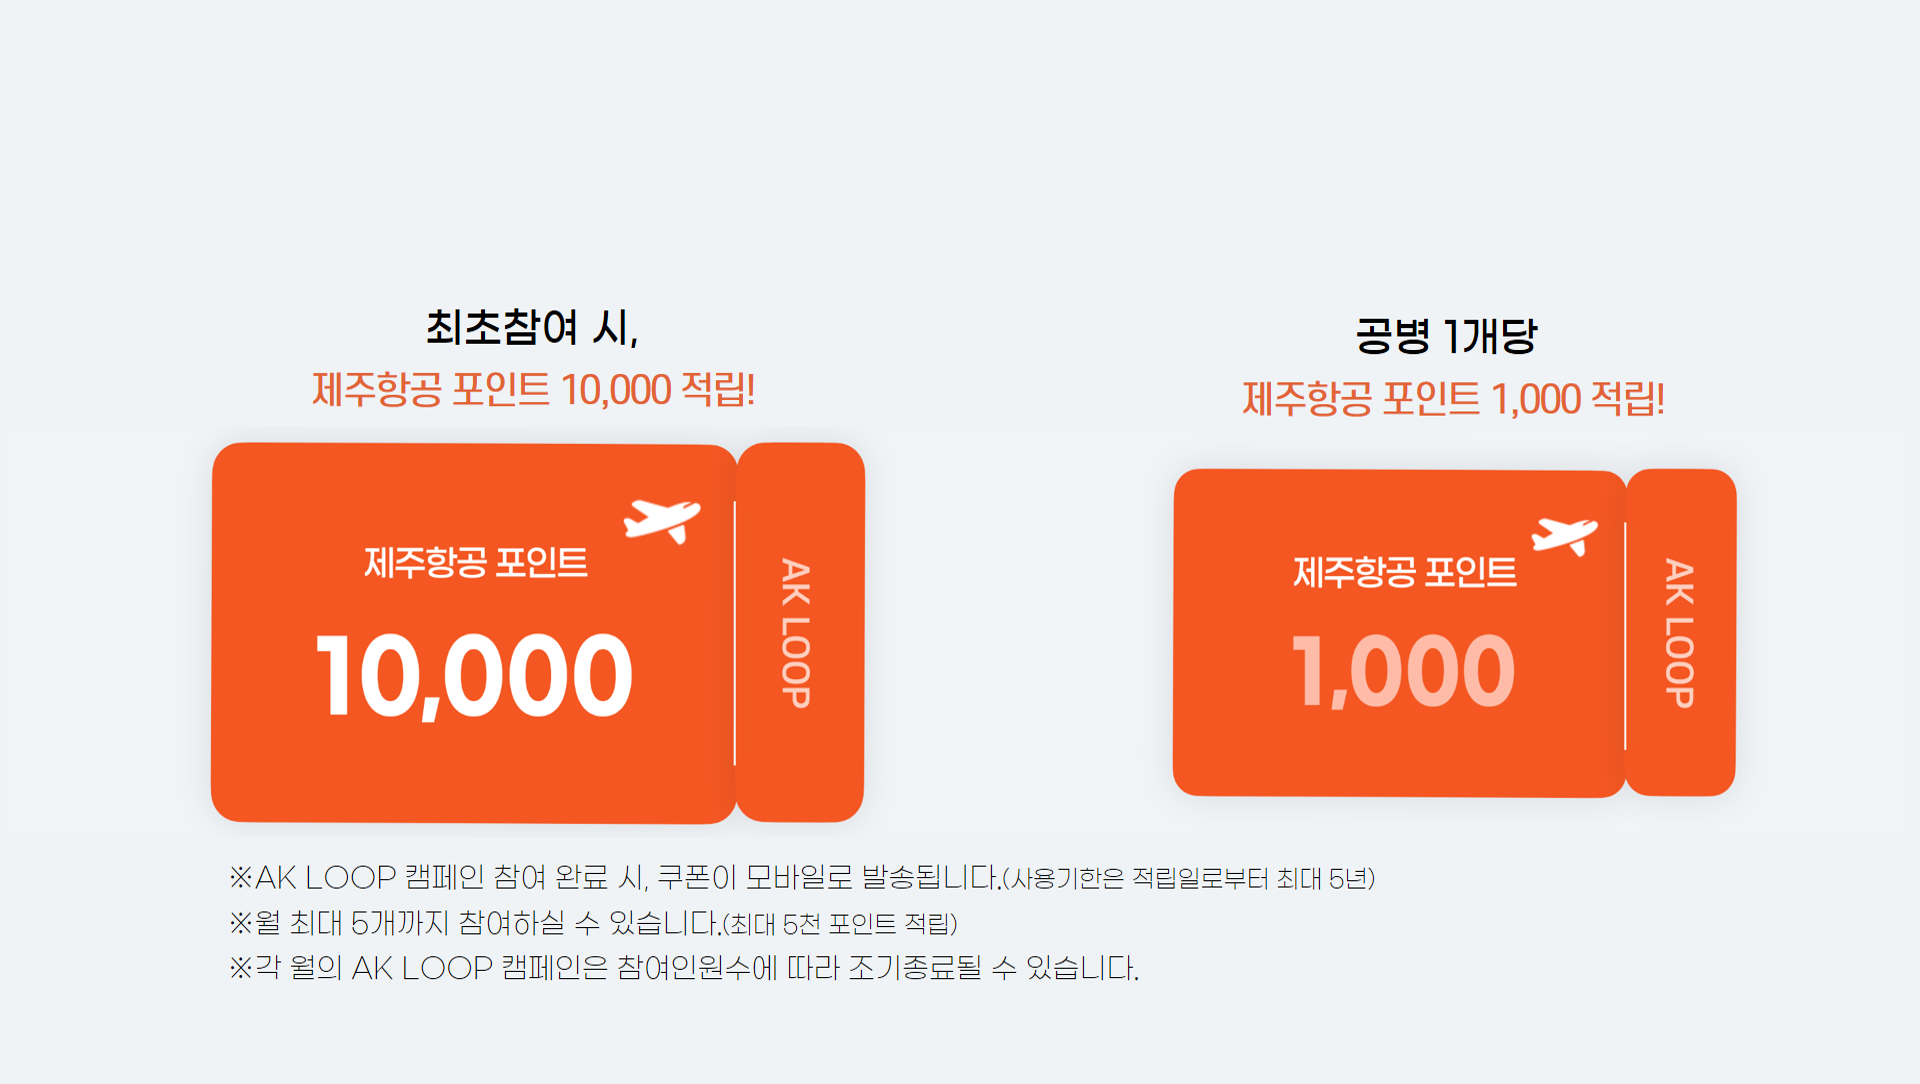 최초참여 시,
제주항공 포인트 10,000 적립!
제주항공 포인트
10,000
AK LOOP
공병 1개당
제주항공 포인트 1,000 적립!
제주항공 포인트
1,000
AK LOOP
※AK LOOP 캠페인 참여 완료 시, 쿠폰이 모바일로 발송됩니다.(사용기한은 적립일로부터 최대 5년)
※월 최대 5개까지 참여하실 수 있습니다.(최대 5천 포인트 적립)
※각 월의 AK LOOP 캠페인은 참여인원수에 따라 조기종료될 수 있습니다.